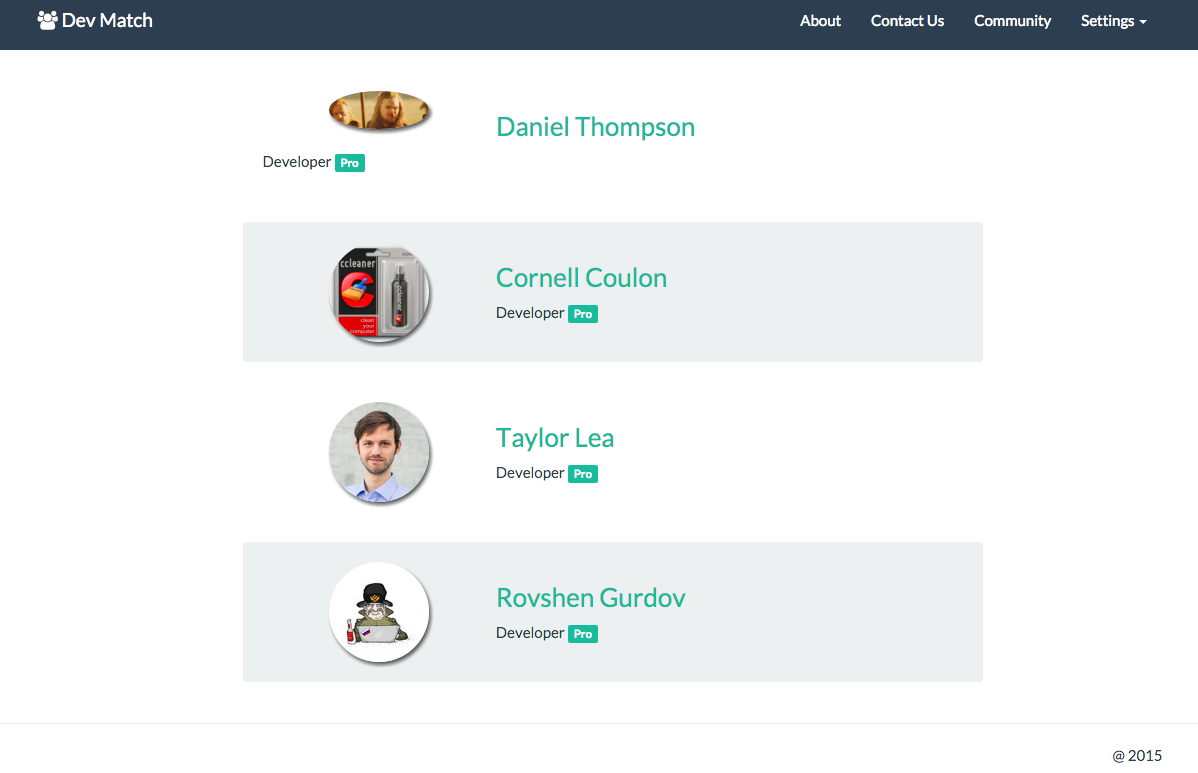 Dev Match
About
Contact Us
Community
Settings
Daniel Thompson
Developer Pro
ccleaner
ccleaner
clean
your
computer
Cornell Coulon
Developer Pro
Taylor Lea
Developer Pro
Rovshen Gurdov
Developer Pro
@ 2015